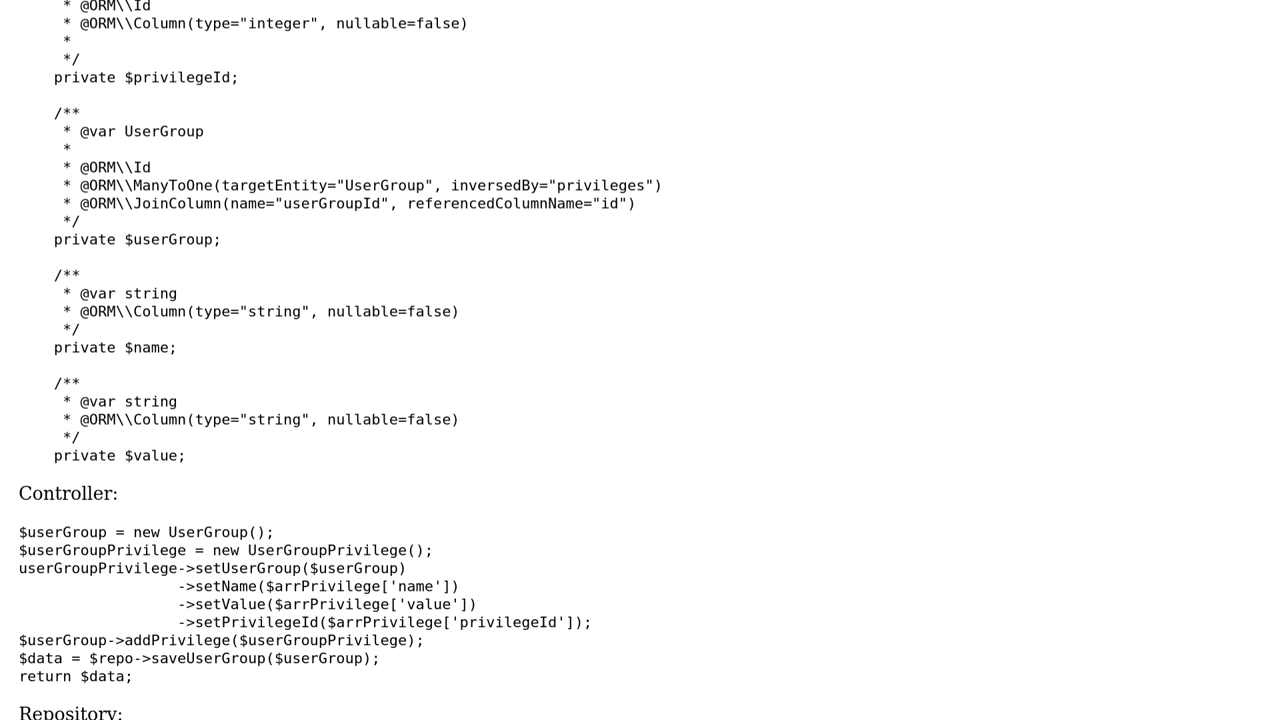 * @ORM\\Id
* @ORM\\Column(type="integer", nullable=false)
*
*/
private $privilegeId;
/**
* @var UserGroup
*
* @ORM\\Id
* @ORM\\ManyToOne(targetEntity="UserGroup", inversedBy="privileges")
* @ORM\\JoinColumn(name="userGroupId", referencedColumnName="id")
*/
private $userGroup;
/**
* @var string
* @ORM\\Column(type="string", nullable=false)
*/
private $name;
/**
* @var string
* @ORM\\Column(type="string", nullable=false)
*/
private $value;
Controller:
$userGroup = new UserGroup();
$userGroupPrivilege = new UserGroupPrivilege();
userGroupPrivilege->setUserGroup($userGroup)
->setName($arrPrivilege['name'])
->setValue($arrPrivilege['value'])
->setPrivilegeId($arrPrivilege['privilegeId']);
$userGroup->addPrivilege($userGroupPrivilege);
$data = $repo->saveUserGroup($userGroup);
return $data;
Repository: